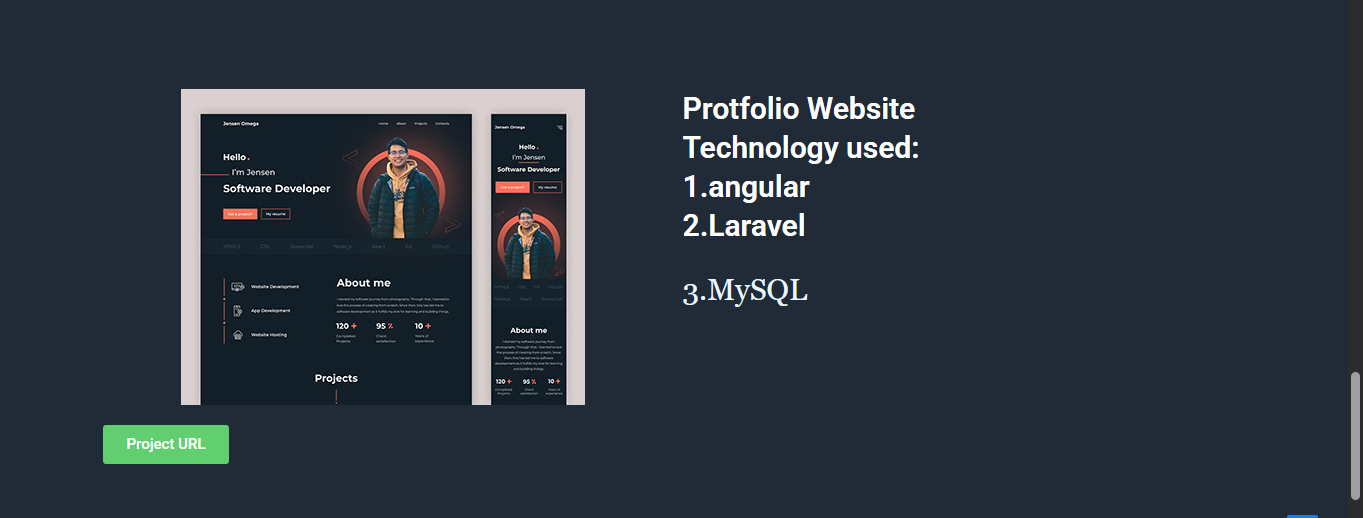 Protfolio Website
Technology used:
1.angular
2.Laravel
3.MySQL
Jensen Omega
Home About Projects Contacts
Hello .
I'm Jensen
Software Developer
Got a project? My resume
HTML5 CSS Javascript Node.js React Git Github
Website Development
App Development
Website Hosting
About me
I started my software journey from photography. Through that, I learned to
love the process of creating from scratch. Since then, this has led me to
software development as it fulfills my love for learning and building things.
120 + 95 % 10 +
Completed Client Years of
Projects satisfaction experience
Projects
Jensen Omega
Hello .
I'm Jensen
Software Developer
Got a project? My resume
HTML5 CSS Git Github
Node.js React Javascript
About me
I started my software journey from
photography. Through that, I learned to love
the process of creating from scratch. Since
then, this has led me to software
development as it fulfills my love for learning
and building things.
120 + 95 % 10 +
Completed Client Years of
Projects satisfaction experience
Project URL